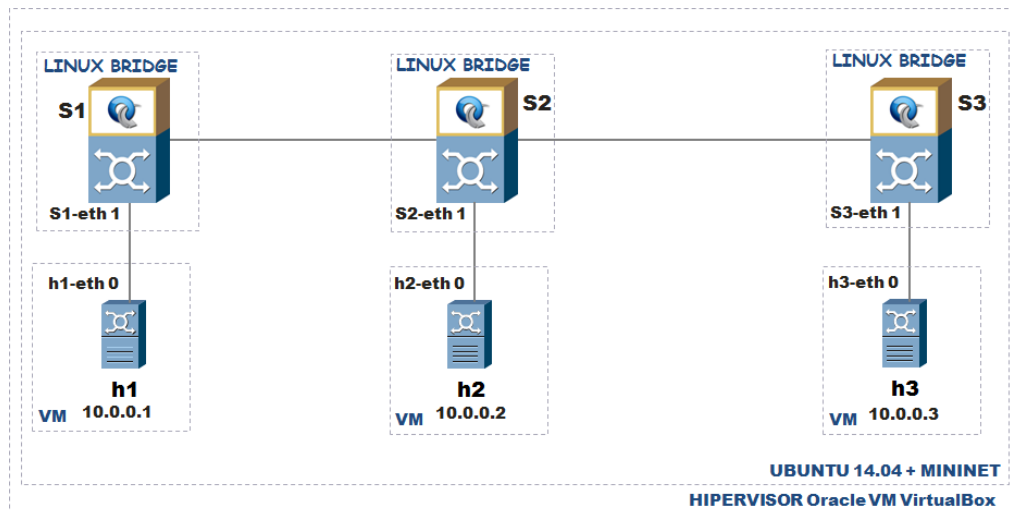 LINUX BRIDGE
LINUX BRIDGE
LINUX BRIDGE
S1
S2
S3
S1-eth 1
S2-eth 1
S3-eth 1
h1-eth 0
h2-eth 0
h3-eth 0
h1
h2
h3
VM 10.0.0.1
VM 10.0.0.2
VM 10.0.0.3
UBUNTU 14.04 + MININET
HIPERVISOR Oracle VM VirtualBox